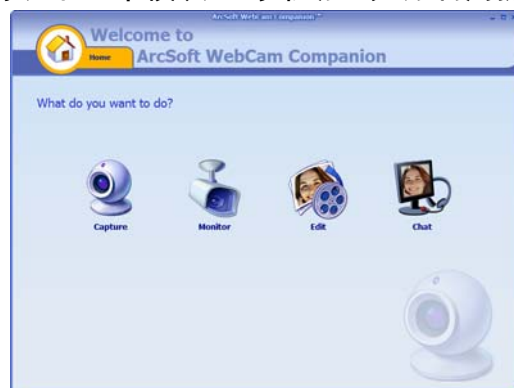 ArcSoft WebCam Companion ™
Welcome to
Home
ArcSoft WebCam Companion
What do you want to do?
Capture
Monitor
Edit
Chat